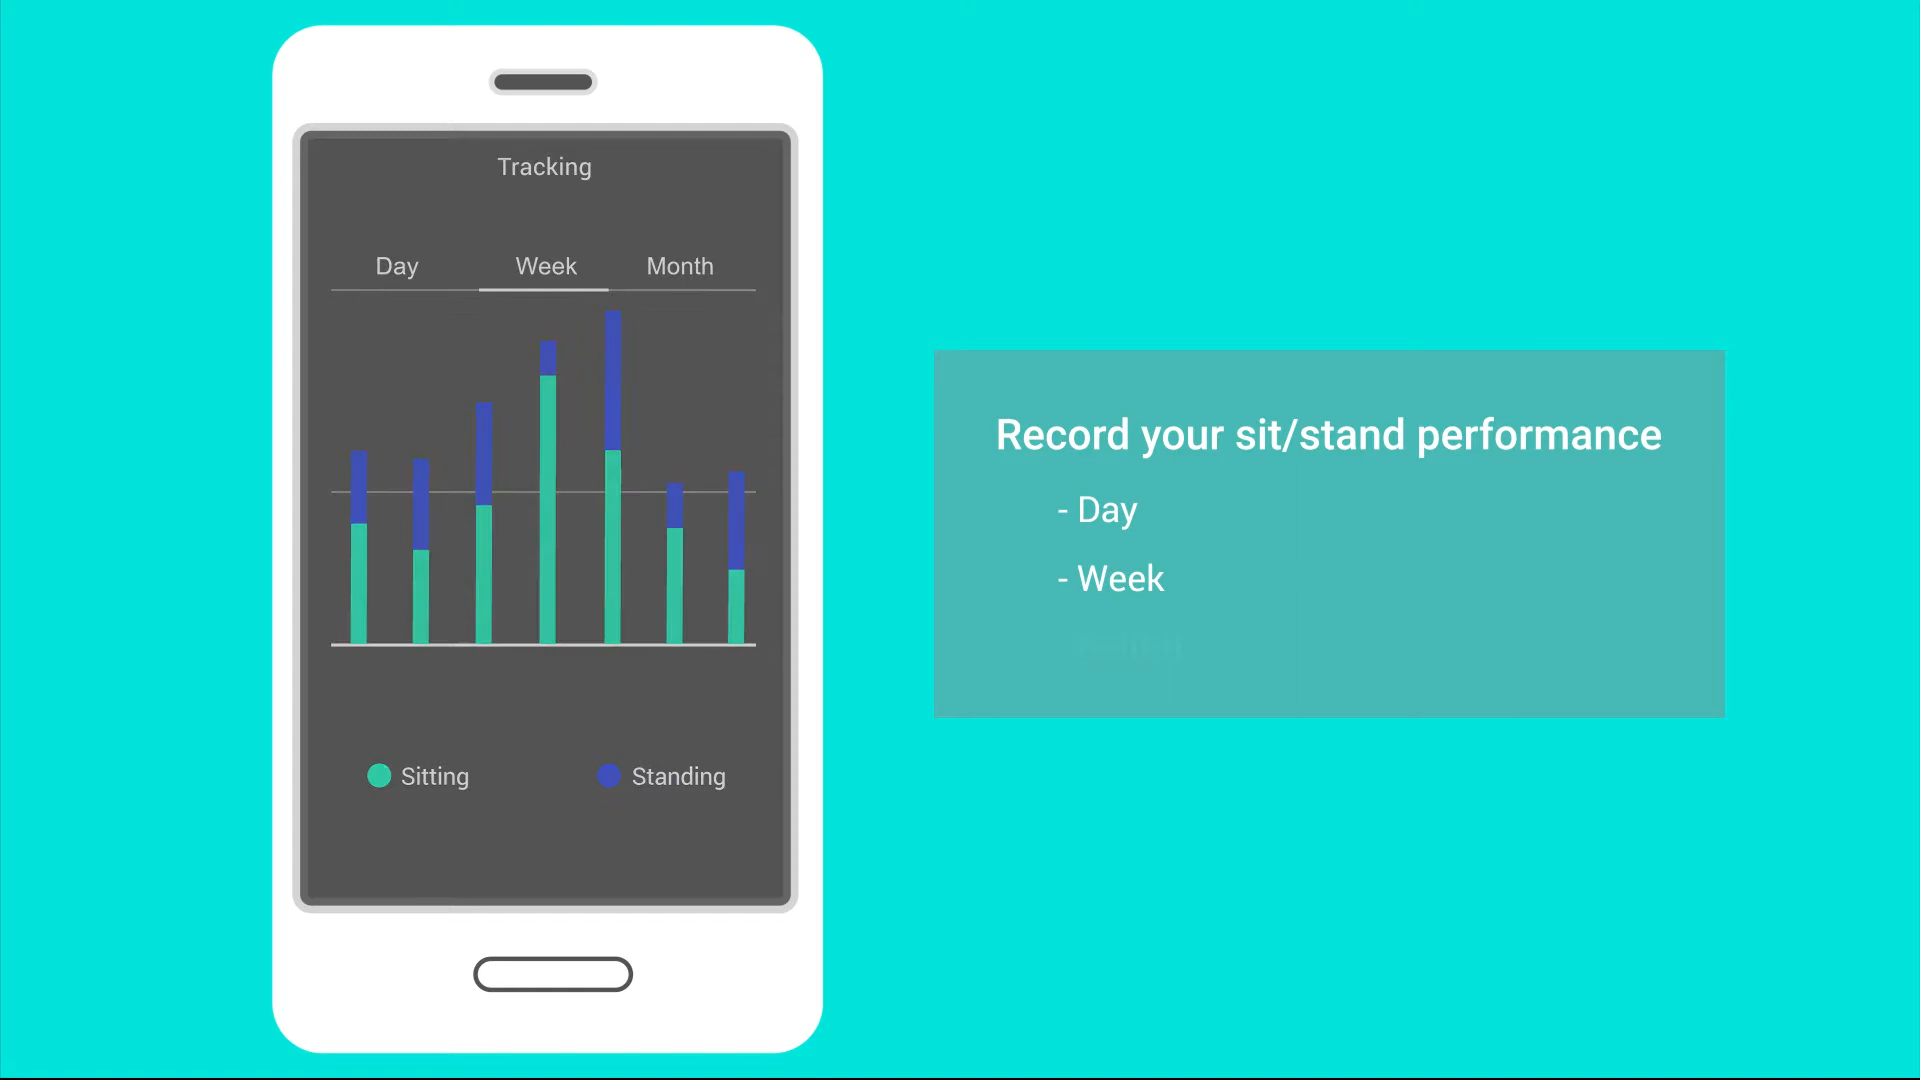 Tracking
Day Week Month
Sitting Standing
Record your sit/stand performance
- Day
- Week